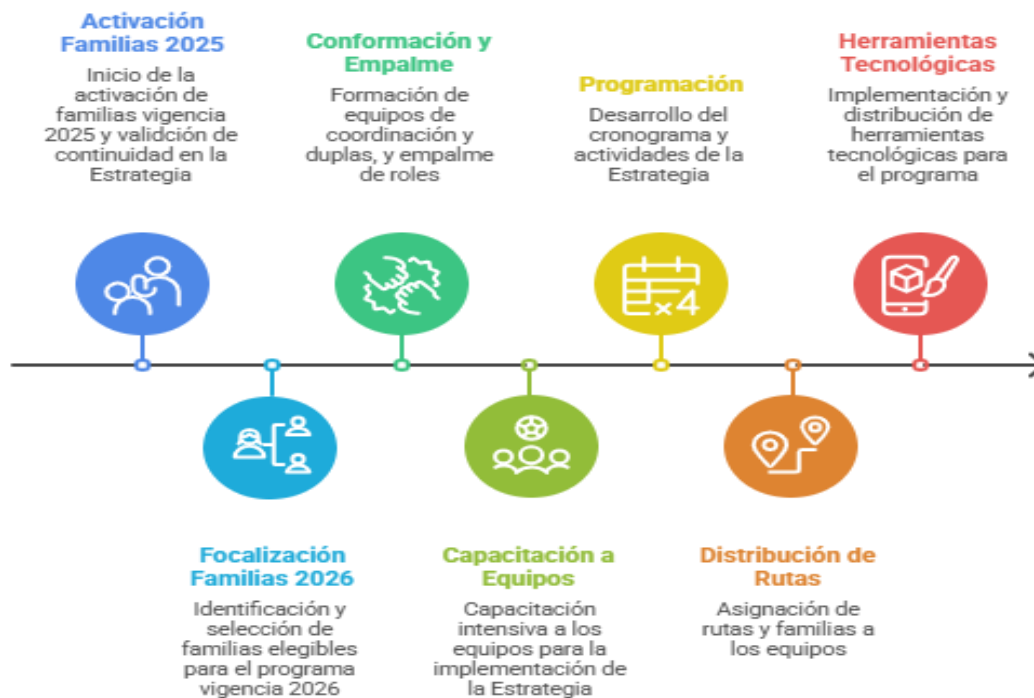 Activación
Familias 2025
Inicio de la
activación de
familias vigencia
2025 y validción de
continuidad en la
Estrategia
Conformación y
Empalme
Formación de
equipos de
coordinación y
duplas, y empalme
de roles
Programación
Desarrollo del
cronograma y
actividades de la
Estrategia
Herramientas
Tecnológicas
Implementación y
distribución de
herramientas
tecnológicas para
el programa
x4
Focalización
Familias 2026
Identificación y
selección de
familias elegibles
para el programa
vigencia 2026
Capacitación a
Equipos
Capacitación
intensiva a los
equipos para la
implementación de
la Estrategia
Distribución de
Rutas
Asignación de
rutas y familias a
los equipos